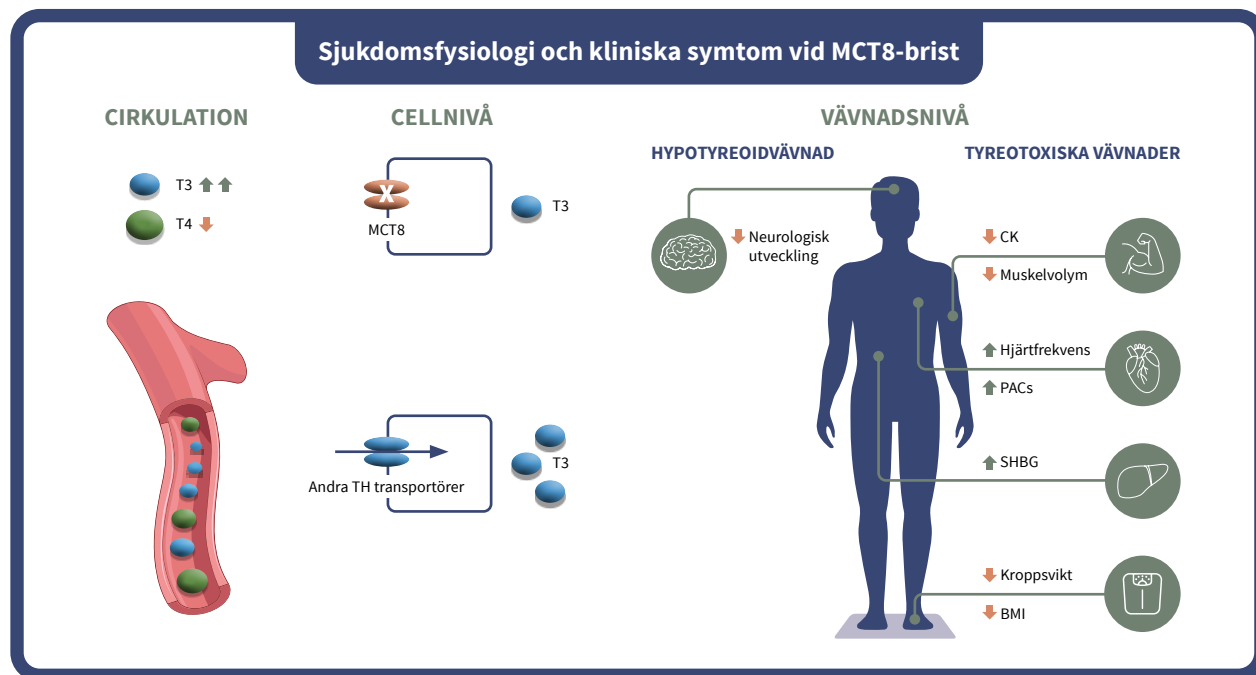 Sjukdomsfysiologi och kliniska symtom vid MCT8-brist
CIRKULATION
T3
T4
CELLNIVÅ
X
MCT8
T3
Andra TH transportörer
T3
VÄVNADSNIVÅ
HYPOTYREOIDVÄVNAD
Neurologisk
utveckling
TYREOTOXISKA VÄVNADER
CK
Muskelvolym
Hjärtfrekvens
PACs
SHBG
Kroppsvikt
BMI